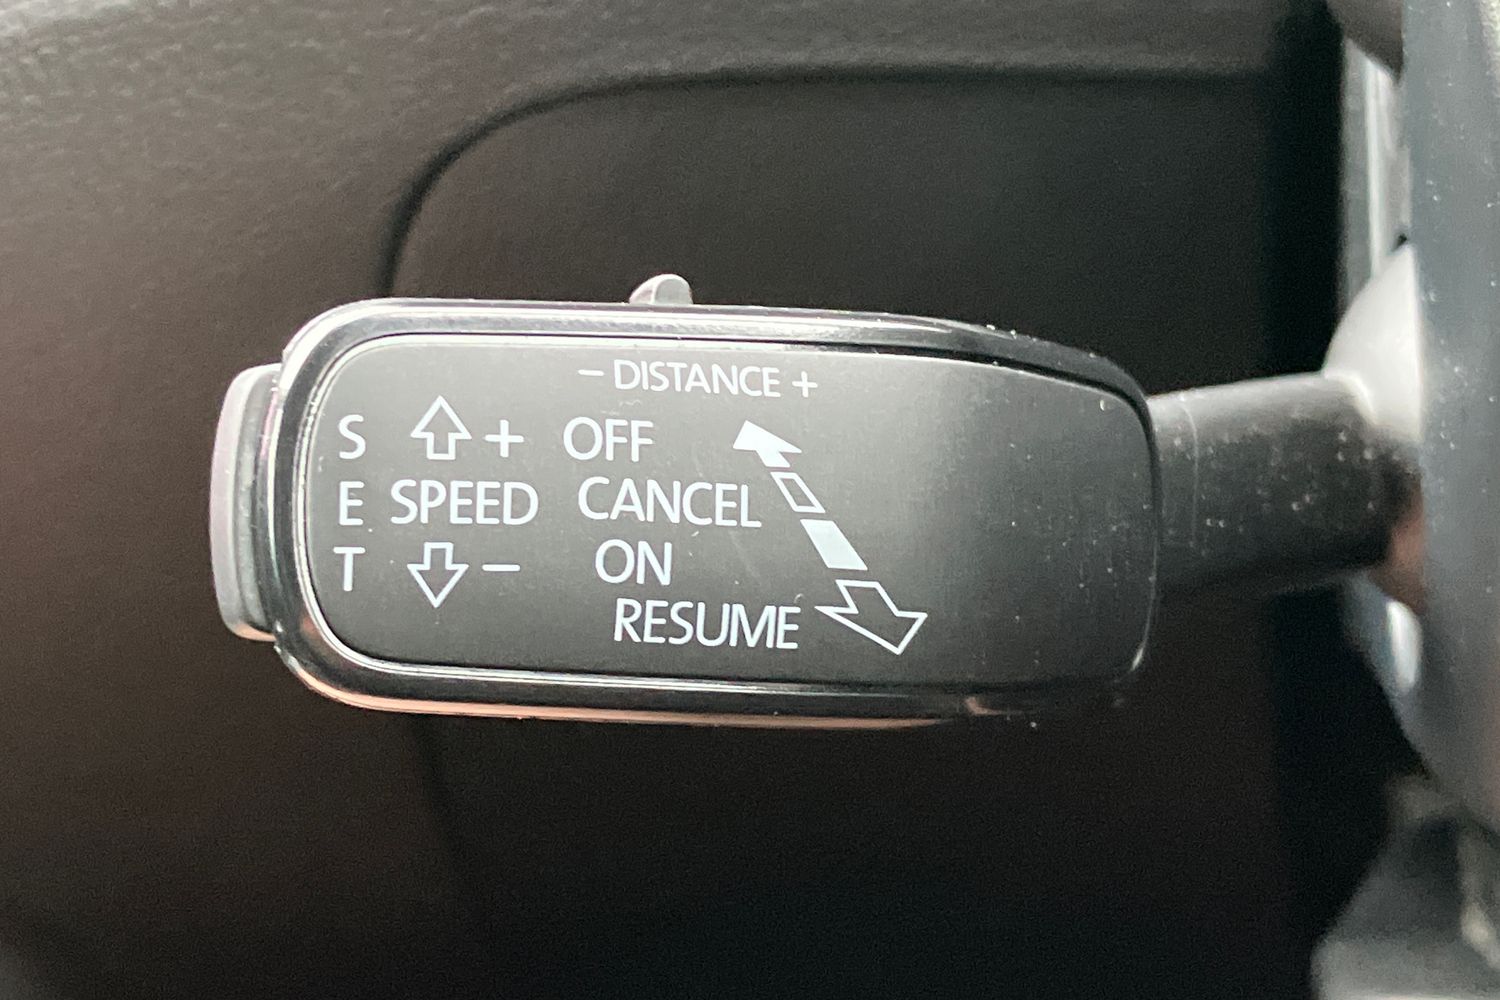 − DISTANCE +
S + OFF
E SPEED CANCEL
T − ON
RESUME